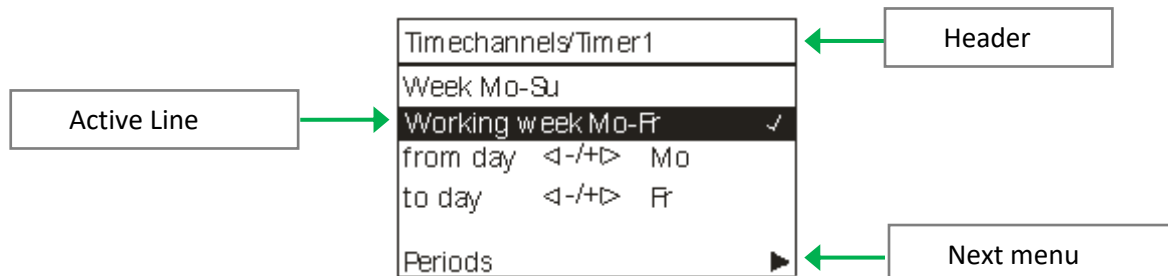 Timechannels/Timer1
Header
Week Mo-Su
Active Line
Working week Mo-Fr ✓
from day ◁-/+▷ Mo
to day ◁-/+▷ Fr
Periods ▶
Next menu